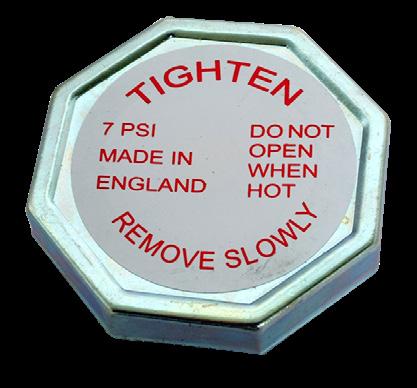 TIGHTEN
7 PSI
MADE IN
ENGLAND
DO NOT
OPEN
WHEN
HOT
REMOVE SLOWLY